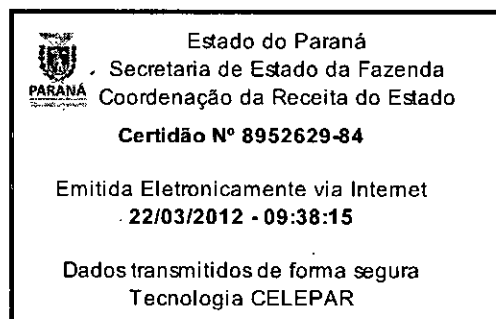 Estado do Paraná
Secretaria de Estado da Fazenda
PARANÁ
Coordenação da Receita do Estado
Certidão Nº 8952629-84
Emitida Eletronicamente via Internet
22/03/2012 - 09:38:15
Dados transmitidos de forma segura
Tecnologia CELEPAR